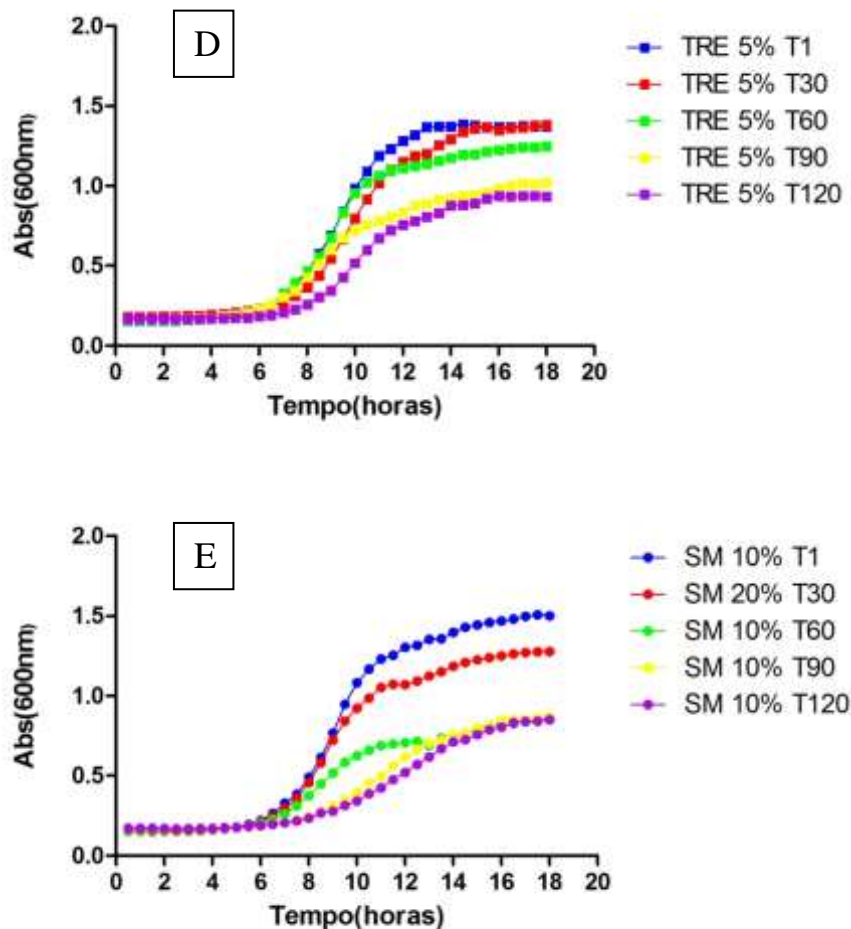 D
2.0
1.5
1.0
0.5
0.0
Abs(600nm)
0 2 4 6 8 10 12 14 16 18 20
Tempo(horas)
TRE 5% T1
TRE 5% T30
TRE 5% T60
TRE 5% T90
TRE 5% T120
E
2.0
1.5
1.0
0.5
0.0
Abs(600nm)
0 2 4 6 8 10 12 14 16 18 20
Tempo(horas)
SM 10% T1
SM 20% T30
SM 10% T60
SM 10% T90
SM 10% T120